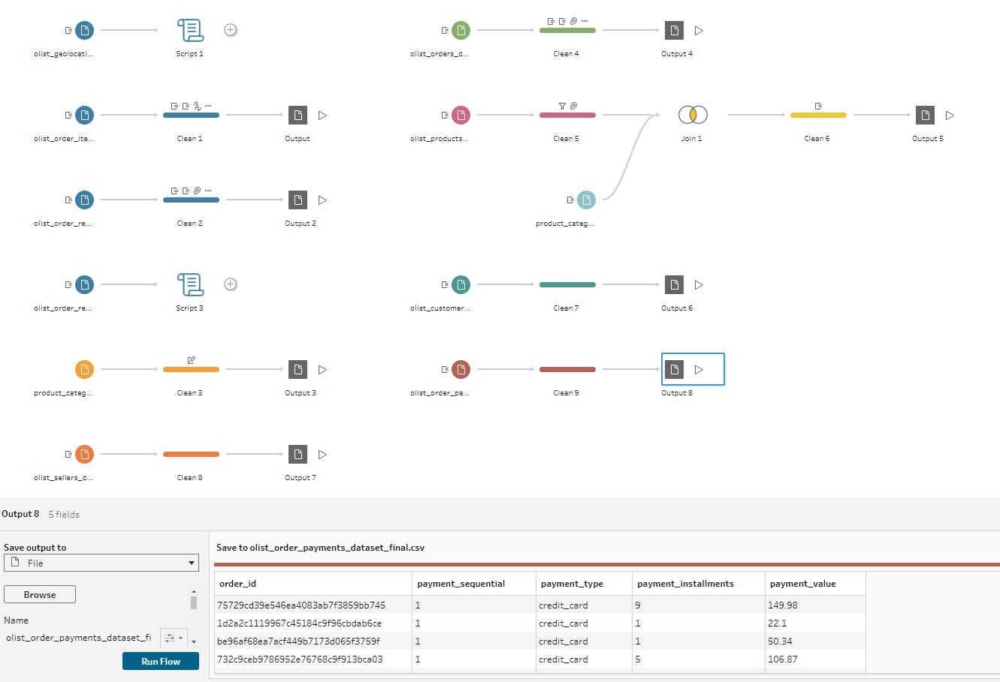 olist_geolocati...
Script 1
olist_orders_d...
Clean 4
Output 4
olist_order_ite...
Clean 1
Output
olist_products...
Clean 5
Join 1
Clean 6
Output 5
olist_order_re...
Clean 2
Output 2
product_categ...
olist_order_re...
Script 3
olist_customer...
Clean 7
Output 6
product_categ...
Clean 3
Output 3
olist_order_pa...
Clean 9
Output 8
olist_sellers_d...
Clean 8
Output 7
Output 8 5 fields
Save output to
File
Browse
Name
olist_order_payments_dataset_fi
Run Flow
Save to olist_order_payments_dataset_final.csv
order_id payment_sequential payment_type payment_installments payment_value
75729cd39e546ea4083ab7f3859bb745 1 credit_card 9 149.98
1d2a2c1119967c45184c9f96cbdab6ce 1 credit_card 1 22.1
be96af68ea7acf449b7173d065f3759f 1 credit_card 1 50.34
732c9ceb9786952e76768c9f913bca03 1 credit_card 5 106.87